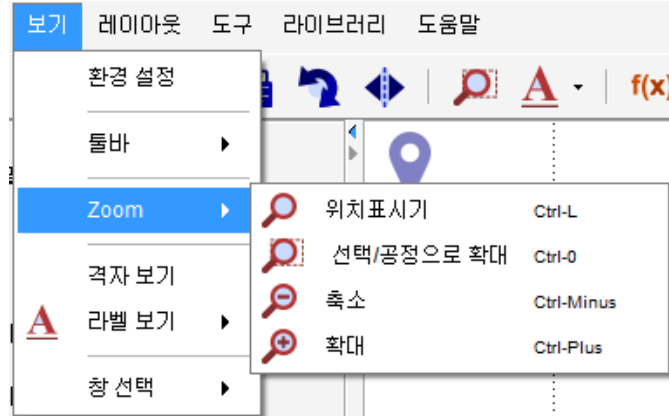 보기 레이아웃 도구 라이브러리 도움말
환경 설정
f(x)
툴바
Zoom
위치표시기 Ctrl-L
선택/공정으로 확대 Ctrl-0
격자 보기
축소 Ctrl-Minus
A 라벨 보기
확대 Ctrl-Plus
창 선택